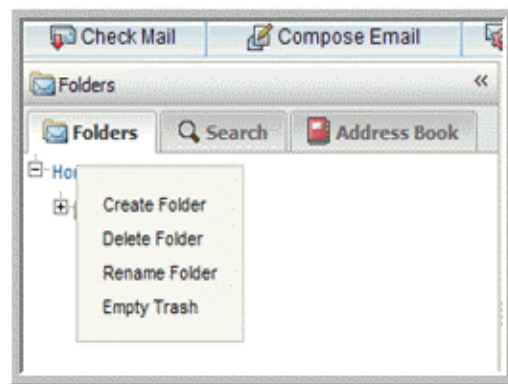 Check Mail Compose Email
Folders «
Folders Search Address Book
Create Folder
Delete Folder
Rename Folder
Empty Trash